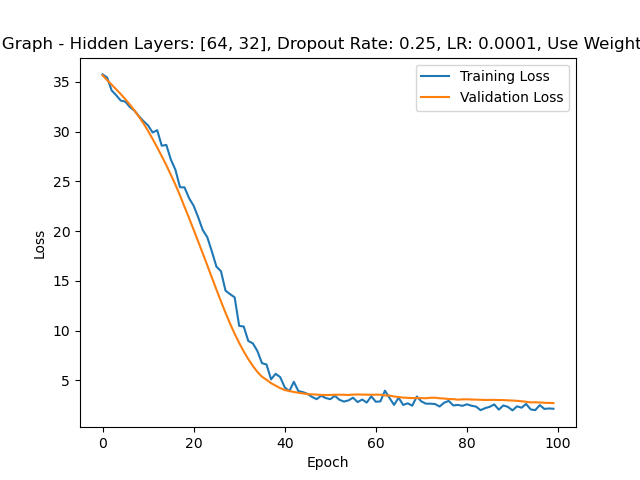 Graph - Hidden Layers: [64, 32], Dropout Rate: 0.25, LR: 0.0001, Use Weight
Training Loss
Validation Loss
35
30
25
20
15
10
5
Loss
0 20 40 60 80 100
Epoch